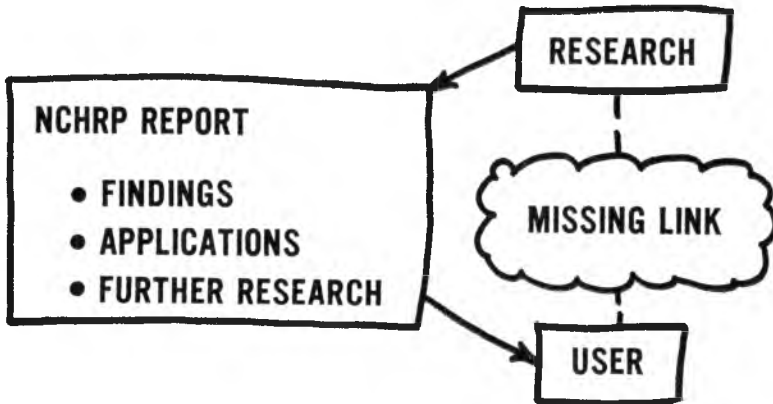 RESEARCH
NCHRP REPORT
• FINDINGS
• APPLICATIONS
• FURTHER RESEARCH
MISSING LINK
USER